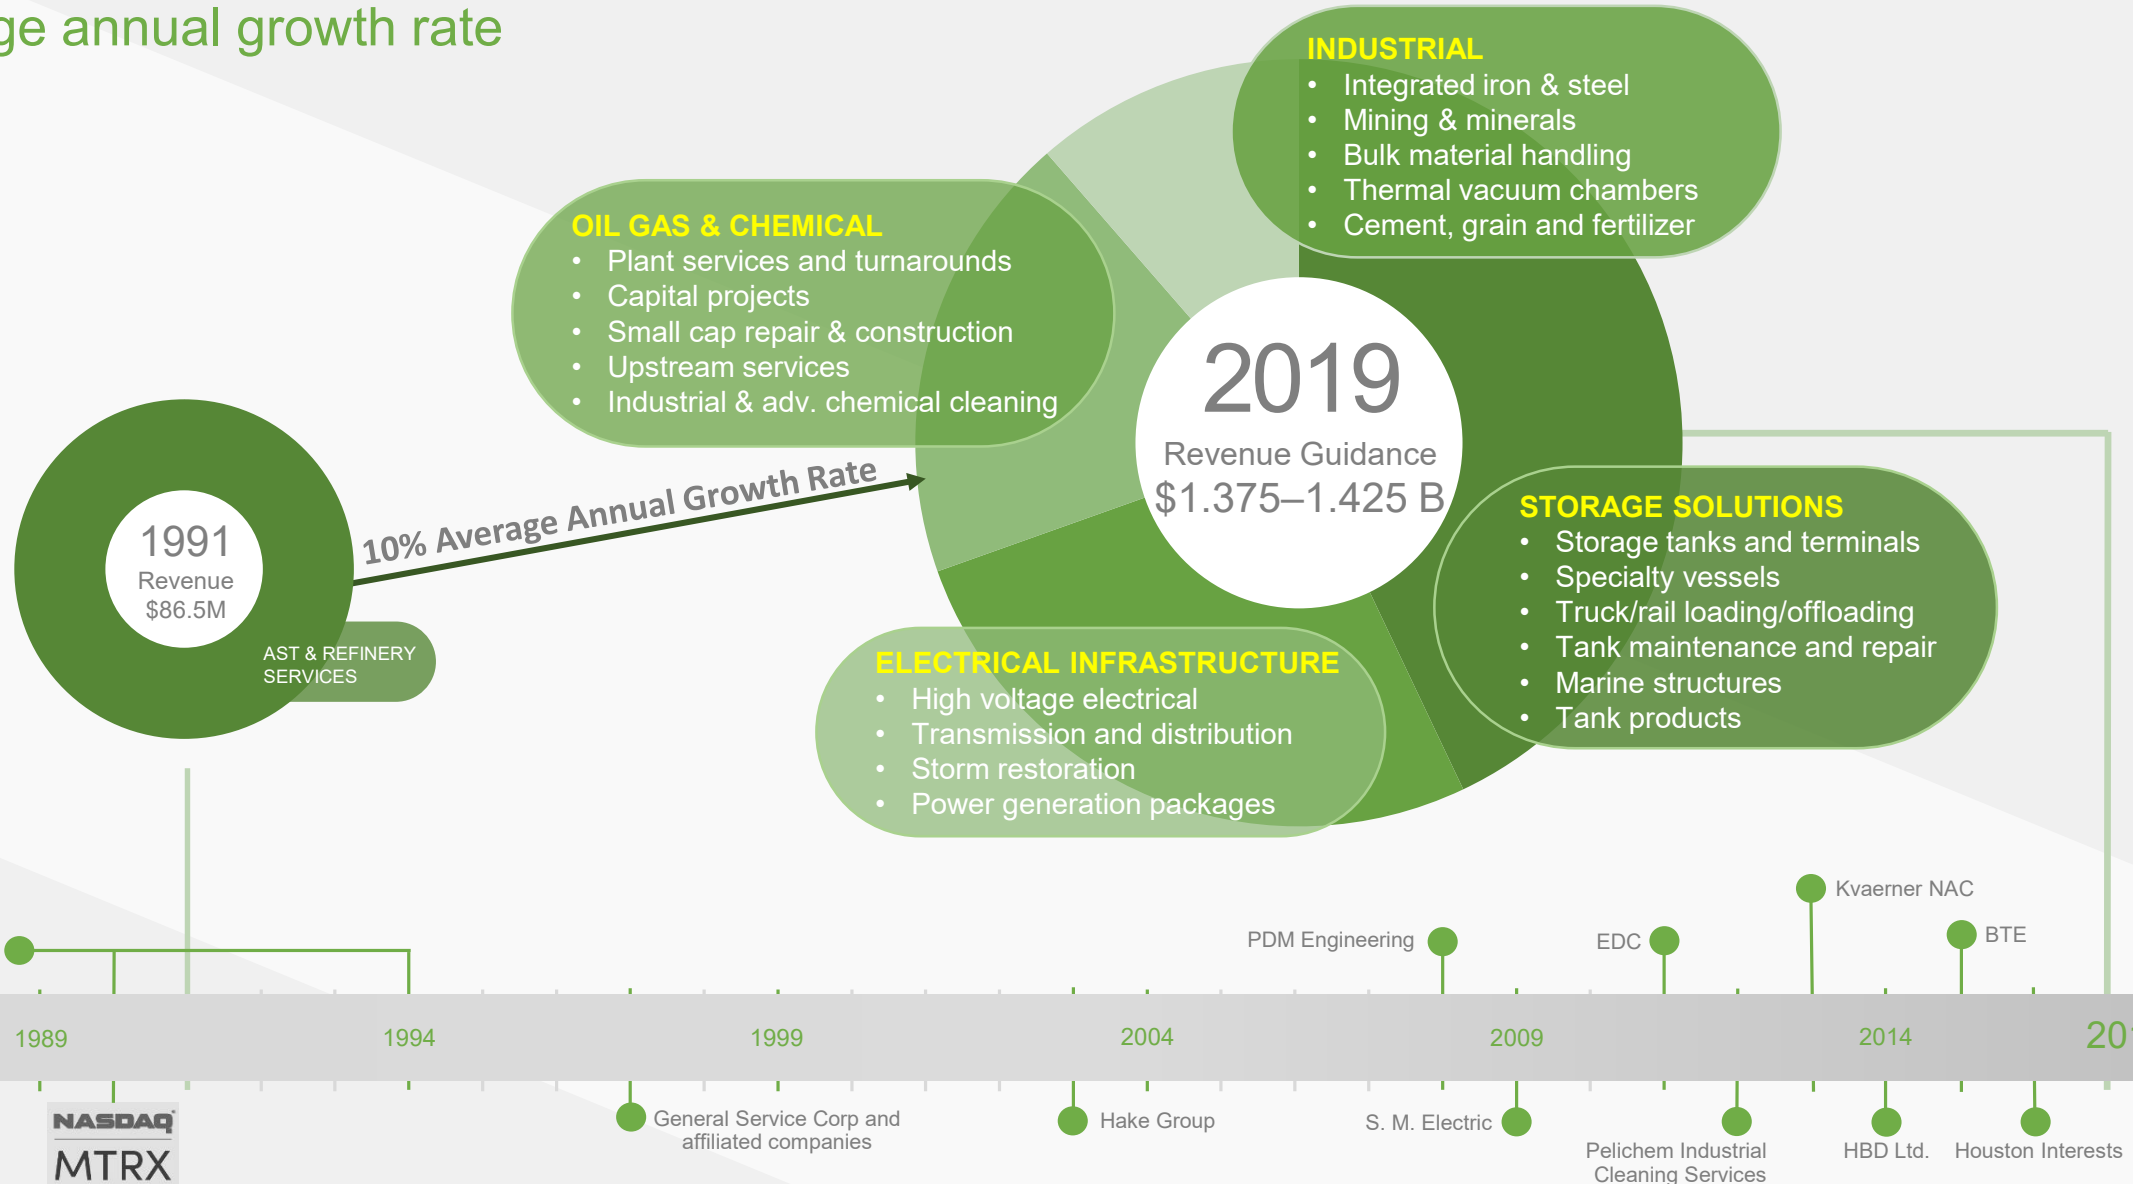 annual growth rate
INDUSTRIAL
• Integrated iron & steel
• Mining & minerals
• Bulk material handling
• Thermal vacuum chambers
• Cement, grain and fertilizer
OIL GAS & CHEMICAL
• Plant services and turnarounds
• Capital projects
• Small cap repair & construction
• Upstream services
• Industrial & adv. chemical cleaning
2019
Revenue Guidance
$1.375–1.425 B
10% Average Annual Growth Rate
1991
Revenue
$86.5M
AST & REFINERY
SERVICES
STORAGE SOLUTIONS
• Storage tanks and terminals
• Specialty vessels
• Truck/rail loading/offloading
• Tank maintenance and repair
• Marine structures
• Tank products
ELECTRICAL INFRASTRUCTURE
• High voltage electrical
• Transmission and distribution
• Storm restoration
• Power generation packages
Kvaerner NAC
PDM Engineering
EDC
BTE
1989
1994
1999
2004
2009
2014
NASDAQ
MTRX
General Service Corp and
affiliated companies
Hake Group
S. M. Electric
Pelichem Industrial
Cleaning Services
HBD Ltd.
Houston Interests